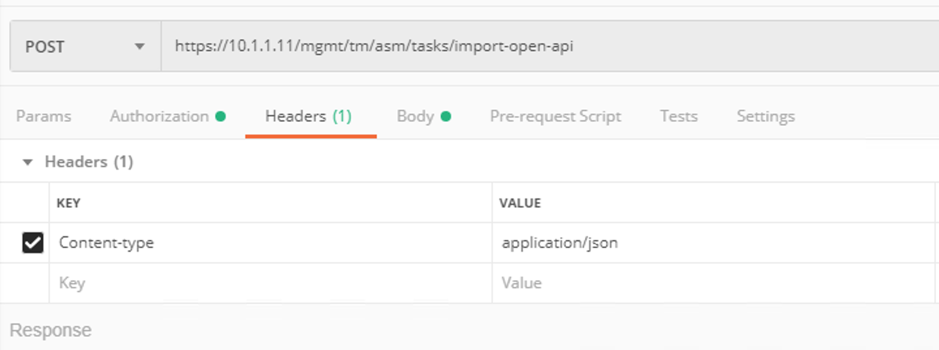 POST https://10.1.1.11/mgmt/tm/asm/tasks/import-open-api
Params Authorization Headers (1) Body Pre-request Script Tests Settings
Headers (1)
KEY VALUE
Content-type application/json
Key Value
Response